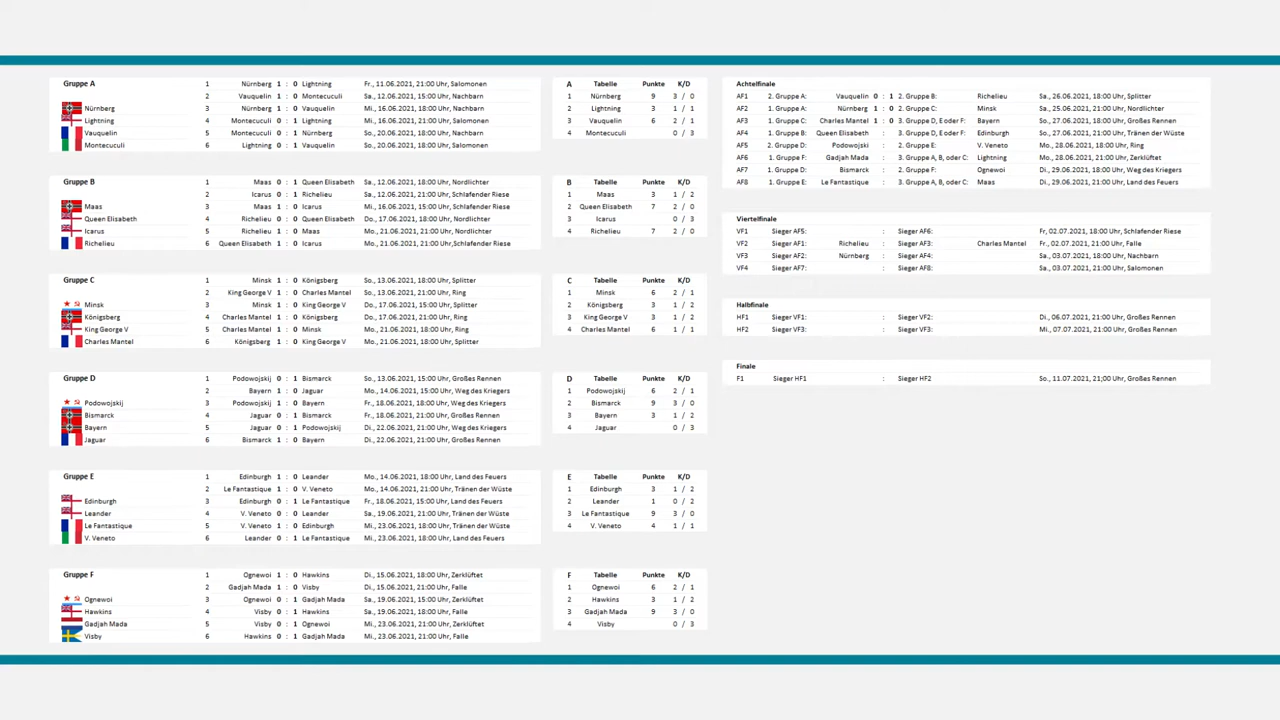 Gruppe A
1 Nürnberg 1 : 0 Lightning Fr., 11.06.2021, 21:00 Uhr, Salomonen
2 Vauquelin 0 : 1 Montecuculi Sa., 12.06.2021, 15:00 Uhr, Nachbarn
Nürnberg 3 Nürnberg 1 : 0 Vauquelin Mi., 16.06.2021, 18:00 Uhr, Nachbarn
Lightning 4 Montecuculi 0 : 1 Lightning Mi., 16.06.2021, 21:00 Uhr, Salomonen
Vauquelin 5 Montecuculi 0 : 1 Nürnberg So., 20.06.2021, 18:00 Uhr, Nachbarn
Montecuculi 6 Lightning 0 : 1 Vauquelin So., 20.06.2021, 18:00 Uhr, Salomonen
A Tabelle Punkte K/D
1 Nürnberg 9 3 / 0
2 Lightning 3 1 / 1
3 Vauquelin 6 2 / 1
4 Montecuculi 0 / 3
Gruppe B
1 Maas 0 : 1 Queen Elisabeth Sa., 12.06.2021, 18:00 Uhr, Nordlichter
2 Icarus 0 : 1 Richelieu Sa., 12.06.2021, 21:00 Uhr, Schlafender Riese
Maas 3 Maas 1 : 1 Icarus Mi., 16.06.2021, 15:00 Uhr, Schlafender Riese
Queen Elisabeth 4 Richelieu 0 : 0 Queen Elisabeth Do., 17.06.2021, 18:00 Uhr, Nordlichter
Icarus 5 Richelieu 1 : 0 Maas Mo., 21.06.2021, 21:00 Uhr, Nordlichter
Richelieu 6 Queen Elisabeth 1 : 0 Icarus Mo., 21.06.2021, 21:00 Uhr,Schlafender Riese
B Tabelle Punkte K/D
1 Maas 3 1 / 2
2 Queen Elisabeth 7 2 / 0
3 Icarus 0 / 3
4 Richelieu 7 2 / 0
Gruppe C
1 Minsk 1 : 0 Königsberg So., 13.06.2021, 18:00 Uhr, Splitter
2 King George V 1 : 0 Charles Mantel So., 13.06.2021, 21:00 Uhr, Ring
Minsk 3 Minsk 1 : 0 King George V Do., 17.06.2021, 15:00 Uhr, Splitter
Königsberg 4 Charles Mantel 1 : 0 Königsberg Do., 17.06.2021, 21:00 Uhr, Ring
King George V 5 Charles Mantel 1 : 0 Minsk Mo., 21.06.2021, 18:00 Uhr, Ring
Charles Mantel 6 Königsberg 1 : 0 King George V Mo., 21.06.2021, 18:00 Uhr, Splitter
C Tabelle Punkte K/D
1 Minsk 6 2 / 1
2 Königsberg 3 1 / 2
3 King George V 3 1 / 2
4 Charles Mantel 6 1 / 1
Gruppe D
1 Podowojskij 0 : 1 Bismarck So., 13.06.2021, 15:00 Uhr, Großes Rennen
2 Bayern 1 : 0 Jaguar Mo., 14.06.2021, 15:00 Uhr, Weg des Kriegers
Podowojskij 3 Podowojskij 1 : 0 Bayern Fr., 18.06.2021, 18:00 Uhr, Weg des Kriegers
Bismarck 4 Jaguar 0 : 1 Bismarck Fr., 18.06.2021, 21:00 Uhr, Großes Rennen
Bayern 5 Jaguar 0 : 1 Podowojskij Di., 22.06.2021, 21:00 Uhr, Weg des Kriegers
Jaguar 6 Bismarck 1 : 0 Bayern Di., 22.06.2021, 21:00 Uhr, Großes Rennen
D Tabelle Punkte K/D
1 Podowojskij 6 2 / 1
2 Bismarck 9 3 / 0
3 Bayern 3 1 / 2
4 Jaguar 0 / 3
Gruppe E
1 Edinburgh 1 : 0 Leander Mo., 14.06.2021, 18:00 Uhr, Land des Feuers
2 Le Fantastique 1 : 0 V. Veneto Mo., 14.06.2021, 21:00 Uhr, Tränen der Wüste
Edinburgh 3 Edinburgh 0 : 1 Le Fantastique Fr., 18.06.2021, 15:00 Uhr, Land des Feuers
Leander 4 V. Veneto 0 : 0 Leander Sa., 19.06.2021, 21:00 Uhr, Tränen der Wüste
Le Fantastique 5 V. Veneto 1 : 0 Edinburgh Mi., 23.06.2021, 18:00 Uhr, Tränen der Wüste
V. Veneto 6 Leander 0 : 1 Le Fantastique Mi., 23.06.2021, 18:00 Uhr, Land des Feuers
E Tabelle Punkte K/D
1 Edinburgh 3 1 / 2
2 Leander 1 0 / 2
3 Le Fantastique 9 3 / 0
4 V. Veneto 4 1 / 1
Gruppe F
1 Ognewoi 1 : 0 Hawkins Di., 15.06.2021, 18:00 Uhr, Zerklüftet
2 Gadjah Mada 1 : 0 Visby Di., 15.06.2021, 21:00 Uhr, Falle
Ognewoi 3 Ognewoi 0 : 1 Gadjah Mada Sa., 19.06.2021, 15:00 Uhr, Zerklüftet
Hawkins 4 Visby 0 : 1 Hawkins Sa., 19.06.2021, 18:00 Uhr, Falle
Gadjah Mada 5 Visby 0 : 1 Ognewoi Mi., 23.06.2021, 21:00 Uhr, Zerklüftet
Visby 6 Hawkins 0 : 1 Gadjah Mada Mi., 23.06.2021, 21:00 Uhr, Falle
F Tabelle Punkte K/D
1 Ognewoi 6 2 / 1
2 Hawkins 3 1 / 2
3 Gadjah Mada 9 3 / 0
4 Visby 0 / 3
Achtelfinale
AF1 2. Gruppe A: Vauquelin 0 : 1 2. Gruppe B: Richelieu Sa., 26.06.2021, 18:00 Uhr, Splitter
AF2 1. Gruppe A: Nürnberg 1 : 0 2. Gruppe C: Minsk Sa., 25.06.2021, 21:00 Uhr, Nordlichter
AF3 1. Gruppe C: Charles Mantel 1 : 0 3. Gruppe D, E oder F: Bayern So., 27.06.2021, 18:00 Uhr, Großes Rennen
AF4 1. Gruppe B: Queen Elisabeth : 3. Gruppe D, E oder F: Edinburgh So., 27.06.2021, 21:00 Uhr, Tränen der Wüste
AF5 2. Gruppe D: Podowojski : 2. Gruppe E: V. Veneto Mo., 28.06.2021, 18:00 Uhr, Ring
AF6 1. Gruppe F: Gadjah Mada : 3. Gruppe A, B, oder C: Lightning Mo., 28.06.2021, 21:00 Uhr, Zerklüftet
AF7 1. Gruppe D: Bismarck : 2. Gruppe F: Ognewoi Di., 29.06.2021, 18:00 Uhr, Weg des Kriegers
AF8 1. Gruppe E: Le Fantastique : 3. Gruppe A, B, oder C: Maas Di., 29.06.2021, 21:00 Uhr, Land des Feuers
Viertelfinale
VF1 Sieger AF5: : Sieger AF6: Fr, 02.07.2021, 18:00 Uhr, Schlafender Riese
VF2 Sieger AF1: Richelieu : Sieger AF3: Charles Mantel Fr., 02.07.2021, 21:00 Uhr, Falle
VF3 Sieger AF2: Nürnberg : Sieger AF4: Sa., 03.07.2021, 18:00 Uhr, Nachbarn
VF4 Sieger AF7: : Sieger AF8: Sa., 03.07.2021, 21:00 Uhr, Salomonen
Halbfinale
HF1 Sieger VF1: : Sieger VF2: Di., 06.07.2021, 21:00 Uhr, Großes Rennen
HF2 Sieger VF3: : Sieger VF3: Mi., 07.07.2021, 21:00 Uhr, Großes Rennen
Finale
F1 Sieger HF1 : Sieger HF2 So., 11.07.2021, 21;00 Uhr, Großes Rennen